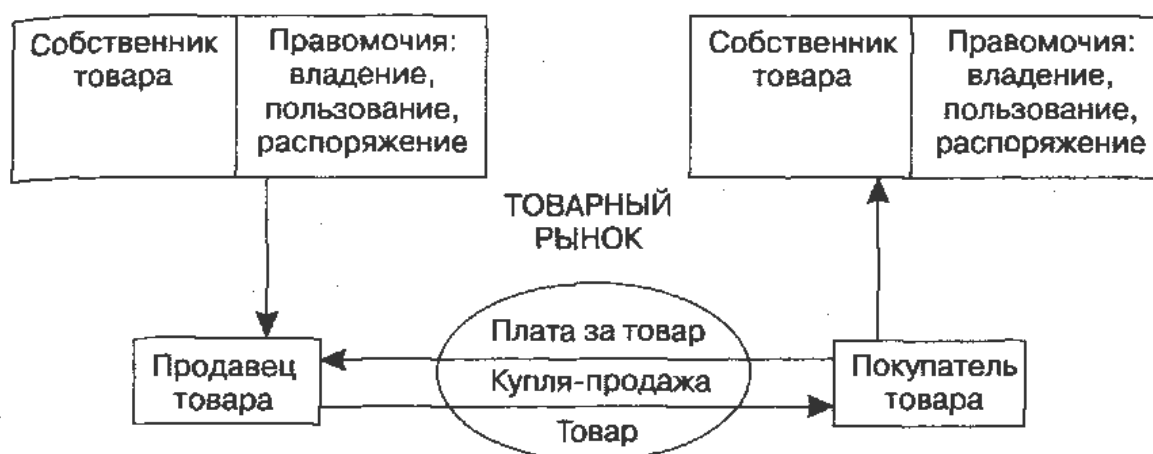 Собственник
товара
Правомочия:
владение,
пользование,
распоряжение
Собственник
товара
Правомочия:
владение,
пользование,
распоряжение
ТОВАРНЫЙ
РЫНОК
Продавец
товара
Плата за товар
Купля-продажа
Товар
Покупатель
товара